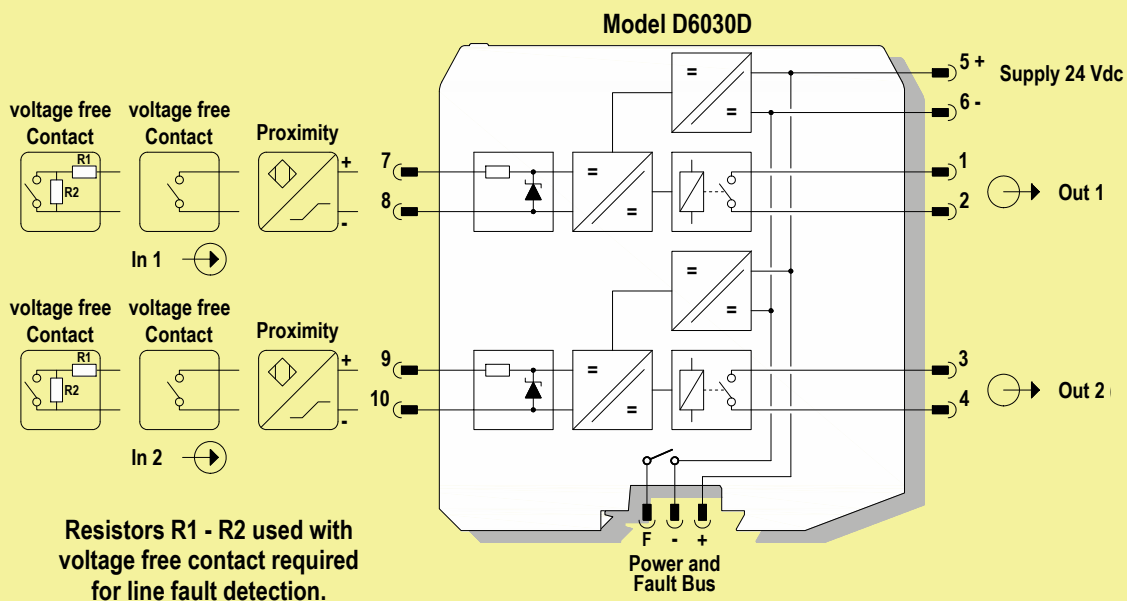 Model D6030D
5 +
Supply 24 Vdc
6 -
voltage free
Contact
voltage free
Contact
Proximity
R1
R2
+
-
7
8
=
=
=
=
1
2
Out 1
In 1
voltage free
Contact
voltage free
Contact
Proximity
R1
R2
+
-
9
10
=
=
=
=
3
4
Out 2
In 2
F - +
Power and
Fault Bus
Resistors R1 - R2 used with
voltage free contact required
for line fault detection.